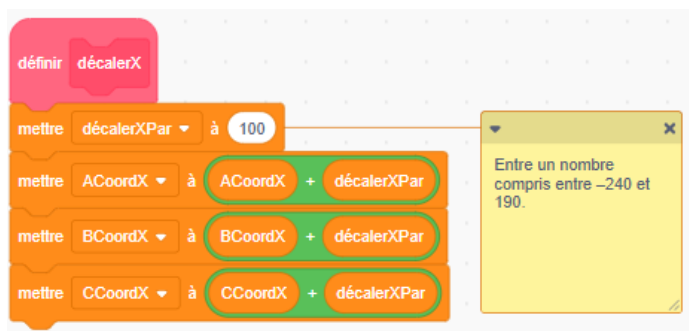 définir décalerX
mettre décalerXPar à 100
mettre ACoordX à ACoordX + décalerXPar
mettre BCoordX à BCoordX + décalerXPar
mettre CCoordX à CCoordX + décalerXPar
Entre un nombre
compris entre –240 et
190.